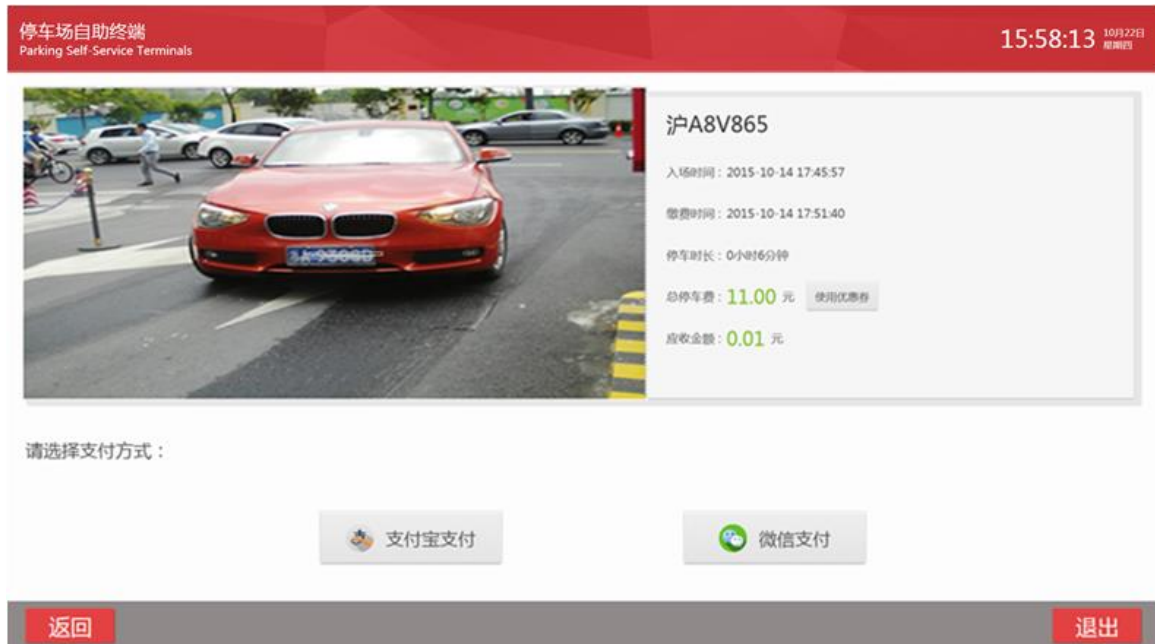 停车场自助终端
Parking Self-Service Terminals
15:58:13 10月22日
星期四
沪A8V865
入场时间：2015-10-14 17:45:57
缴费时间：2015-10-14 17:51:40
停车时长：0小时6分钟
总停车费：11.00 元 使用优惠券
应收金额：0.01 元
请选择支付方式：
支付宝支付
微信支付
返回
退出